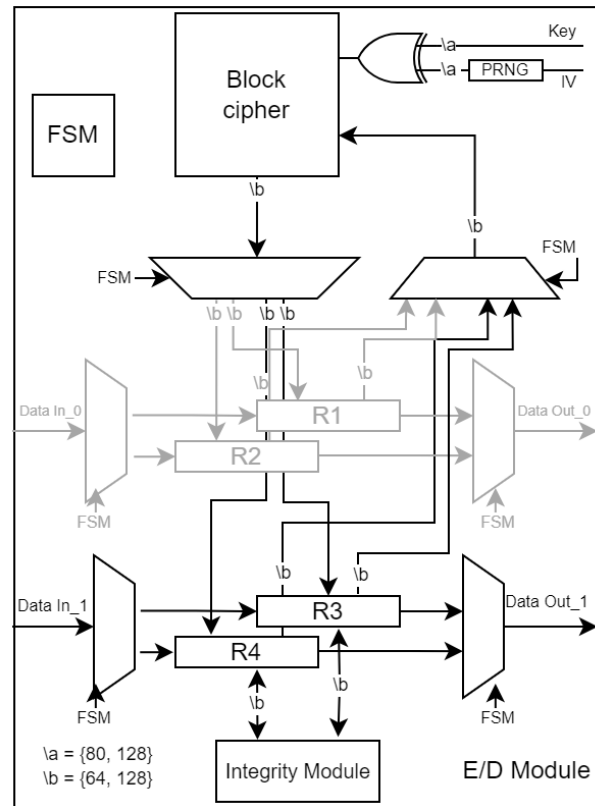 Key
\a
Block
cipher
\a
PRNG
IV
FSM
\b
\b
FSM
FSM
\b
\b
\b
\b
\b
\b
Data In_0
R1
Data Out_0
R2
FSM
FSM
\b
\b
Data In_1
R3
Data Out_1
R4
\b
\b
FSM
FSM
\a = {80, 128}
\b = {64, 128}
Integrity Module
E/D Module